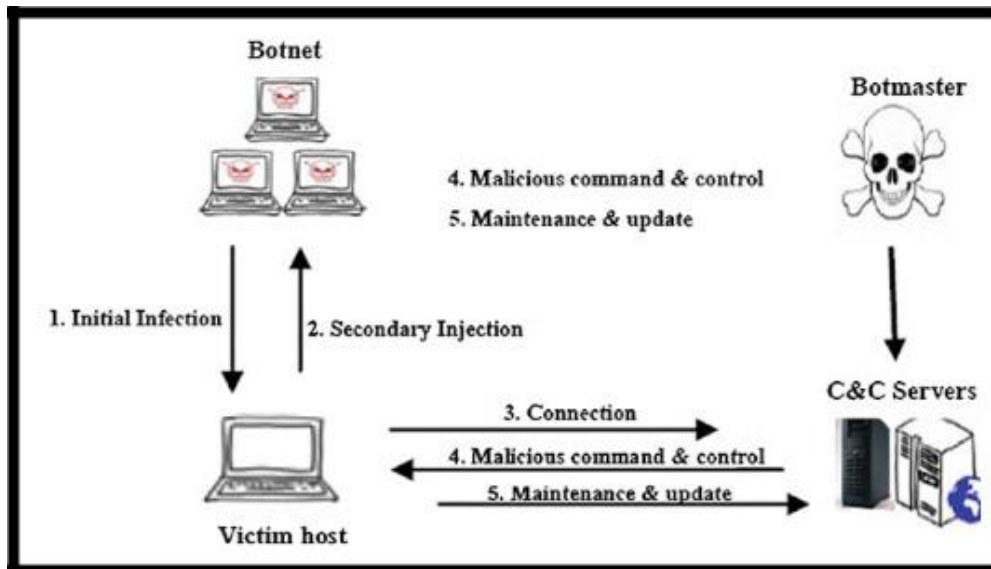 Botnet
Botmaster
4. Malicious command & control
5. Maintenance & update
1. Initial Infection
2. Secondary Injection
C&C Servers
3. Connection
4. Malicious command & control
5. Maintenance & update
Victim host